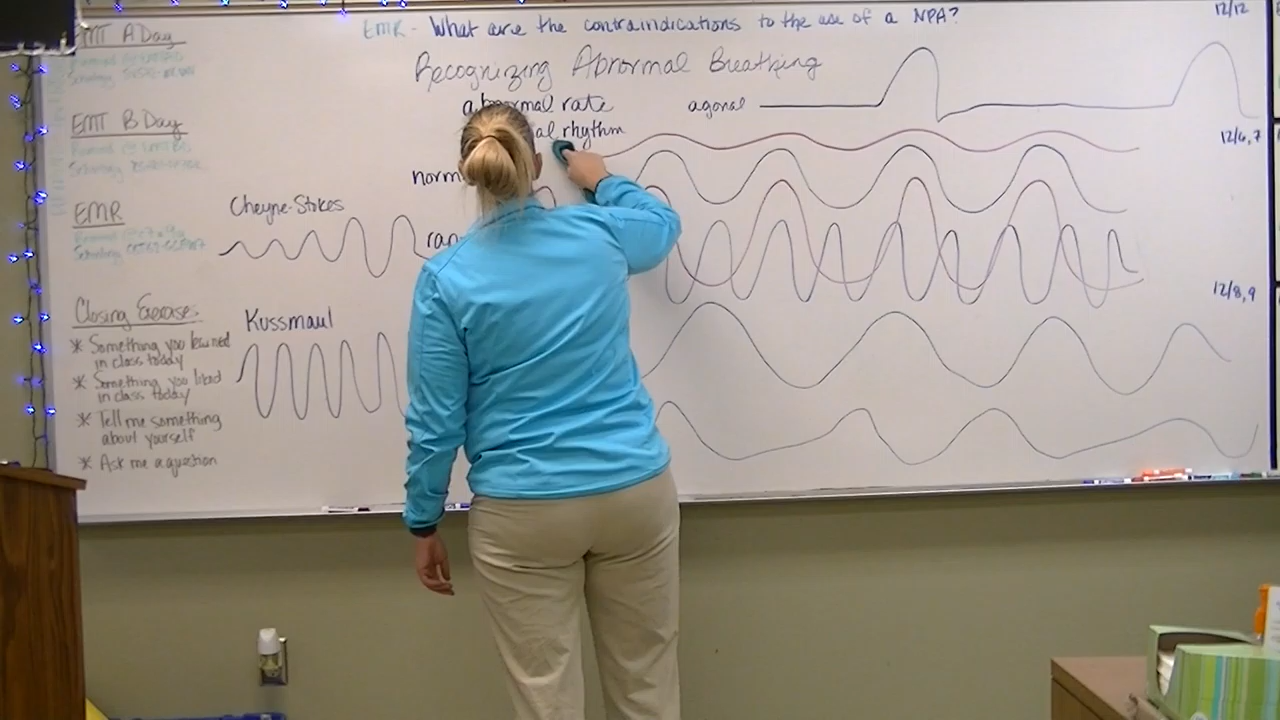 EMR - What are the contraindications to the use of a NPA?
12/12
EMT A Day
Recognizing Abnormal Breathing
abnormal rate
agonal
al rhythm
12/6,7
EMT B Day
norm
EMR
Cheyne-Stokes
12/8,9
Closing Exercise
Kussmaul
* Something you learned
in class today
* Something you liked
in class today
* Tell me something
about yourself
* Ask me a question